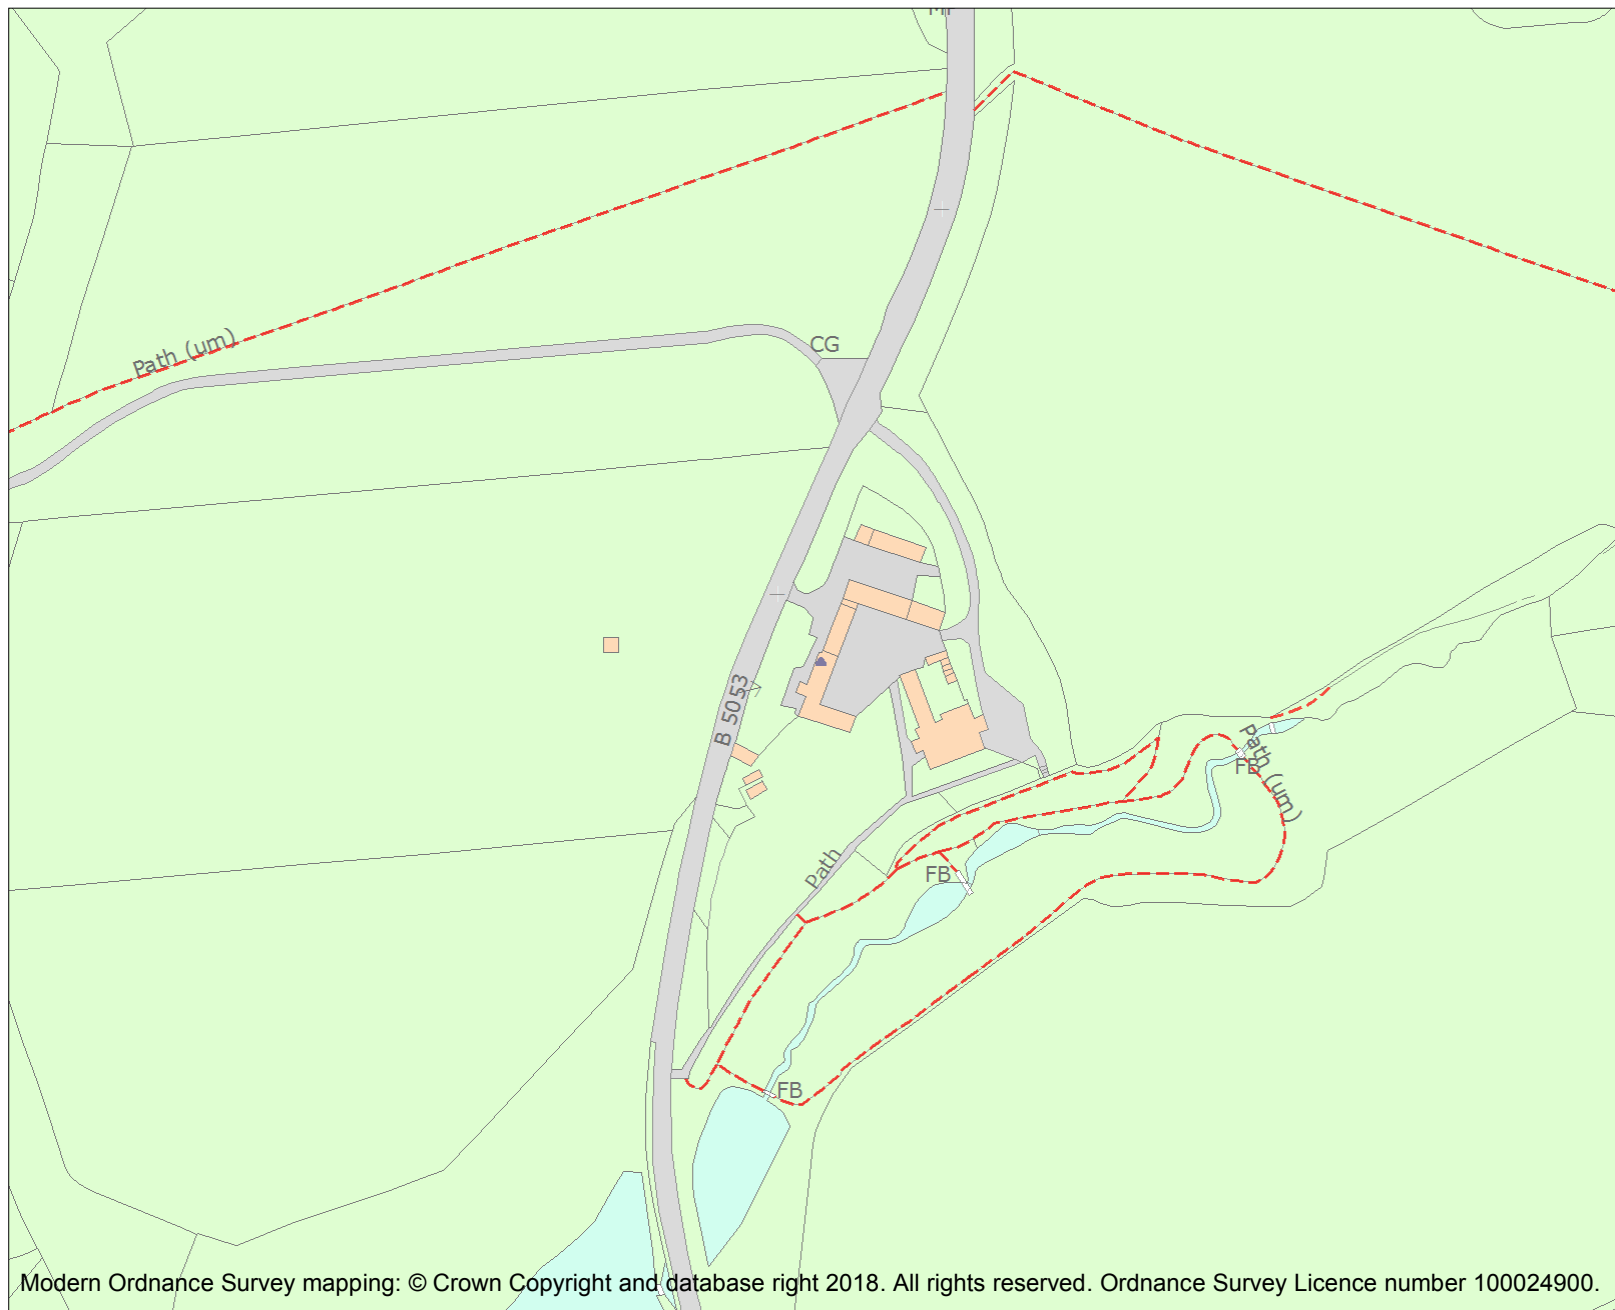 Path (um)
CG
B 5053
Path (um)
FB
Path
FB
FB
Modern Ordnance Survey mapping: © Crown Copyright and database right 2018. All rights reserved. Ordnance Survey Licence number 100024900.